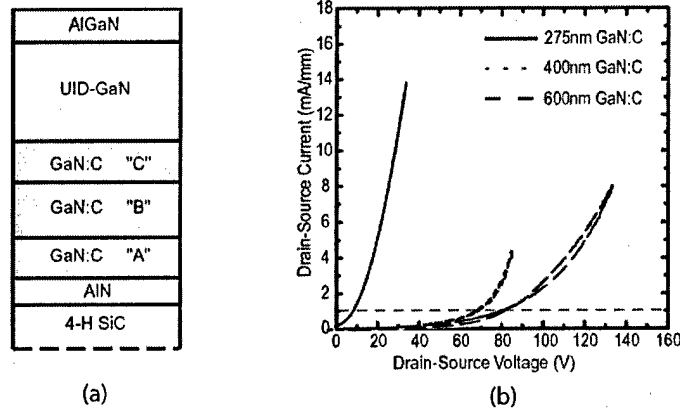 AlGaN
UID-GaN
GaN:C "C"
GaN:C "B"
GaN:C "A"
AlN
4-H SiC
(a)
18
16
14
12
10
8
6
4
2
0
Drain-Source Current (mA/mm)
275nm GaN:C
400nm GaN:C
600nm GaN:C
0 20 40 60 80 100 120 140 160
Drain-Source Voltage (V)
(b)